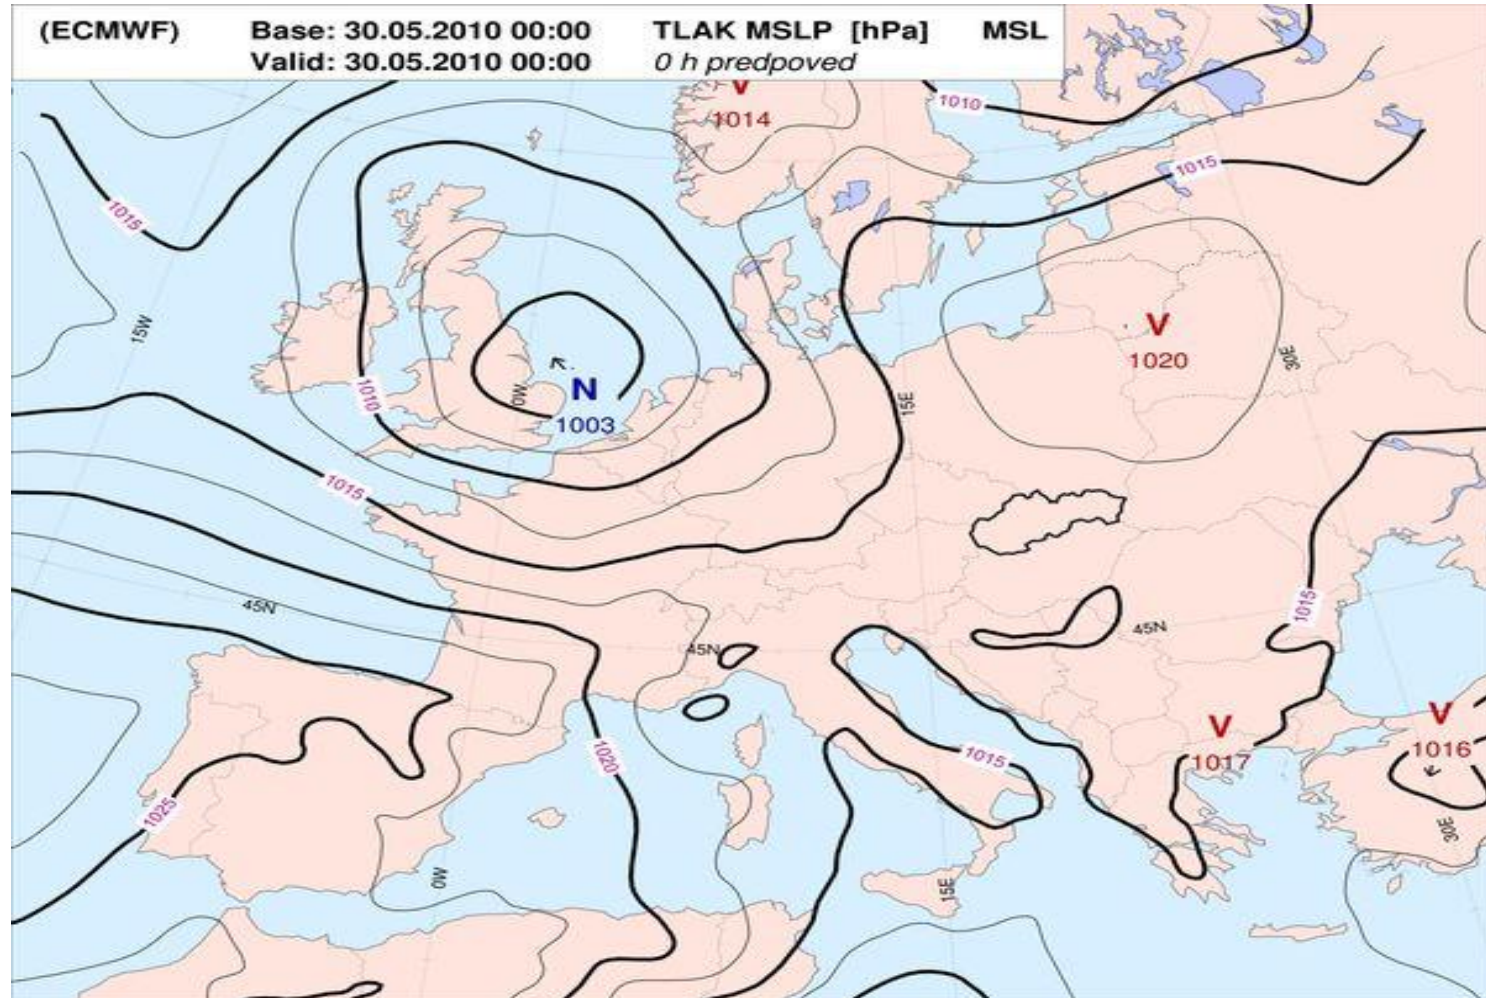 (ECMWF) Base: 30.05.2010 00:00 TLAK MSLP [hPa] MSL
Valid: 30.05.2010 00:00 0 h predpoved
V
1014
1010
1015
1015
15W
V
1020
30E
N
1003
0W
1010
15E
1015
45N
45N
45N
1015
V
1017
V
1016
1020
1015
1025
30E
0W
15E